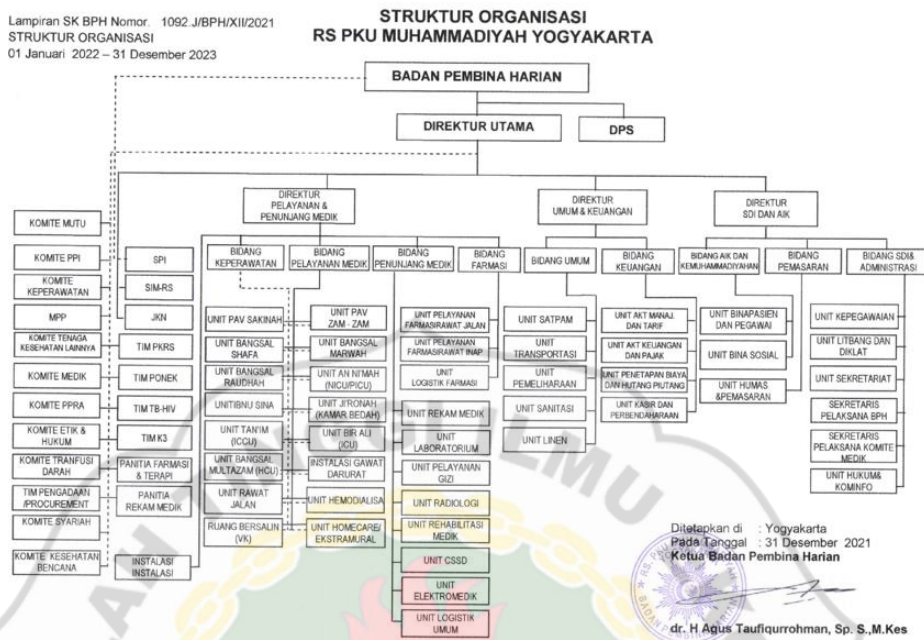 Lampiran SK BPH Nomor. 1092.J/BPH/XII/2021
STRUKTUR ORGANISASI
01 Januari 2022 – 31 Desember 2023
STRUKTUR ORGANISASI
RS PKU MUHAMMADIYAH YOGYAKARTA
BADAN PEMBINA HARIAN
DIREKTUR UTAMA
DPS
DIREKTUR
PELAYANAN &
PENUNJANG MEDIK
DIREKTUR
UMUM & KEUANGAN
DIREKTUR
SDI DAN AIK
KOMITE MUTU
KOMITE PPI
KOMITE
KEPERAWATAN
MPP
KOMITE TENAGA
KESEHATAN LAINNYA
KOMITE MEDIK
KOMITE PPRA
KOMITE ETIK &
HUKUM
KOMITE TRANFUSI
DARAH
TIM PENGADAAN
/PROCUREMENT
KOMITE SYARIAH
KOMITE KESEHATAN
BENCANA
SPI
SIM-RS
JKN
TIM PKRS
TIM PONEK
TIM TB-HIV
TIM K3
PANITIA FARMASI
& TERAPI
PANITIA
REKAM MEDIK
INSTALASI
INSTALASI
BIDANG
KEPERAWATAN
BIDANG
PELAYANAN MEDIK
BIDANG
PENUNJANG MEDIK
BIDANG
FARMASI
BIDANG UMUM
BIDANG
KEUANGAN
BIDANG AIK DAN
KEMUHAMMADIYAHAN
BIDANG
PEMASARAN
BIDANG SDI&
ADMINISTRASI
UNIT PAV SAKINAH
UNIT BANGSAL
SHAFA
UNIT BANGSAL
RAUDHAH
UNITIBNU SINA
UNIT TAN'IM
(ICCU)
UNIT BANGSAL
MULTAZAM (HCU)
UNIT RAWAT
JALAN
RUANG BERSALIN
(VK)
UNIT PAV
ZAM - ZAM
UNIT BANGSAL
MARWAH
UNIT AN NI'MAH
(NICU/PICU)
UNIT JI'RONAH
(KAMAR BEDAH)
UNIT BIR ALI
(ICU)
INSTALASI GAWAT
DARURAT
UNIT HEMODIALISA
UNIT HOMECARE/
EKSTRAMURAL
UNIT PELAYANAN
FARMASIRAWAT JALAN
UNIT PELAYANAN
FARMASIRAWAT INAP
UNIT
LOGISTIK FARMASI
UNIT REKAM MEDIK
UNIT
LABORATORIUM
UNIT PELAYANAN
GIZI
UNIT RADIOLOGI
UNIT REHABILITASI
MEDIK
UNIT CSSD
UNIT
ELEKTROMEDIK
UNIT LOGISTIK
UMUM
UNIT SATPAM
UNIT
TRANSPORTASI
UNIT
PEMELIHARAAN
UNIT SANITASI
UNIT LINEN
UNIT AKT MANAJ.
DAN TARIF
UNIT AKT KEUANGAN
DAN PAJAK
UNIT PENETAPAN BIAYA
DAN HUTANG PIUTANG
UNIT KASIR DAN
PERBENDAHARAAN
UNIT BINAPASIEN
DAN PEGAWAI
UNIT BINA SOSIAL
UNIT HUMAS
&PEMASARAN
UNIT KEPEGAWAIAN
UNIT LITBANG DAN
DIKLAT
UNIT SEKRETARIAT
SEKRETARIS
PELAKSANA BPH
SEKRETARIS
PELAKSANA KOMITE
MEDIK
UNIT HUKUM&
KOMINFO
Ditetapkan di : Yogyakarta
Pada Tanggal : 31 Desember 2021
Ketua Badan Pembina Harian
dr. H Agus Taufiqurrohman, Sp. S.,M.Kes